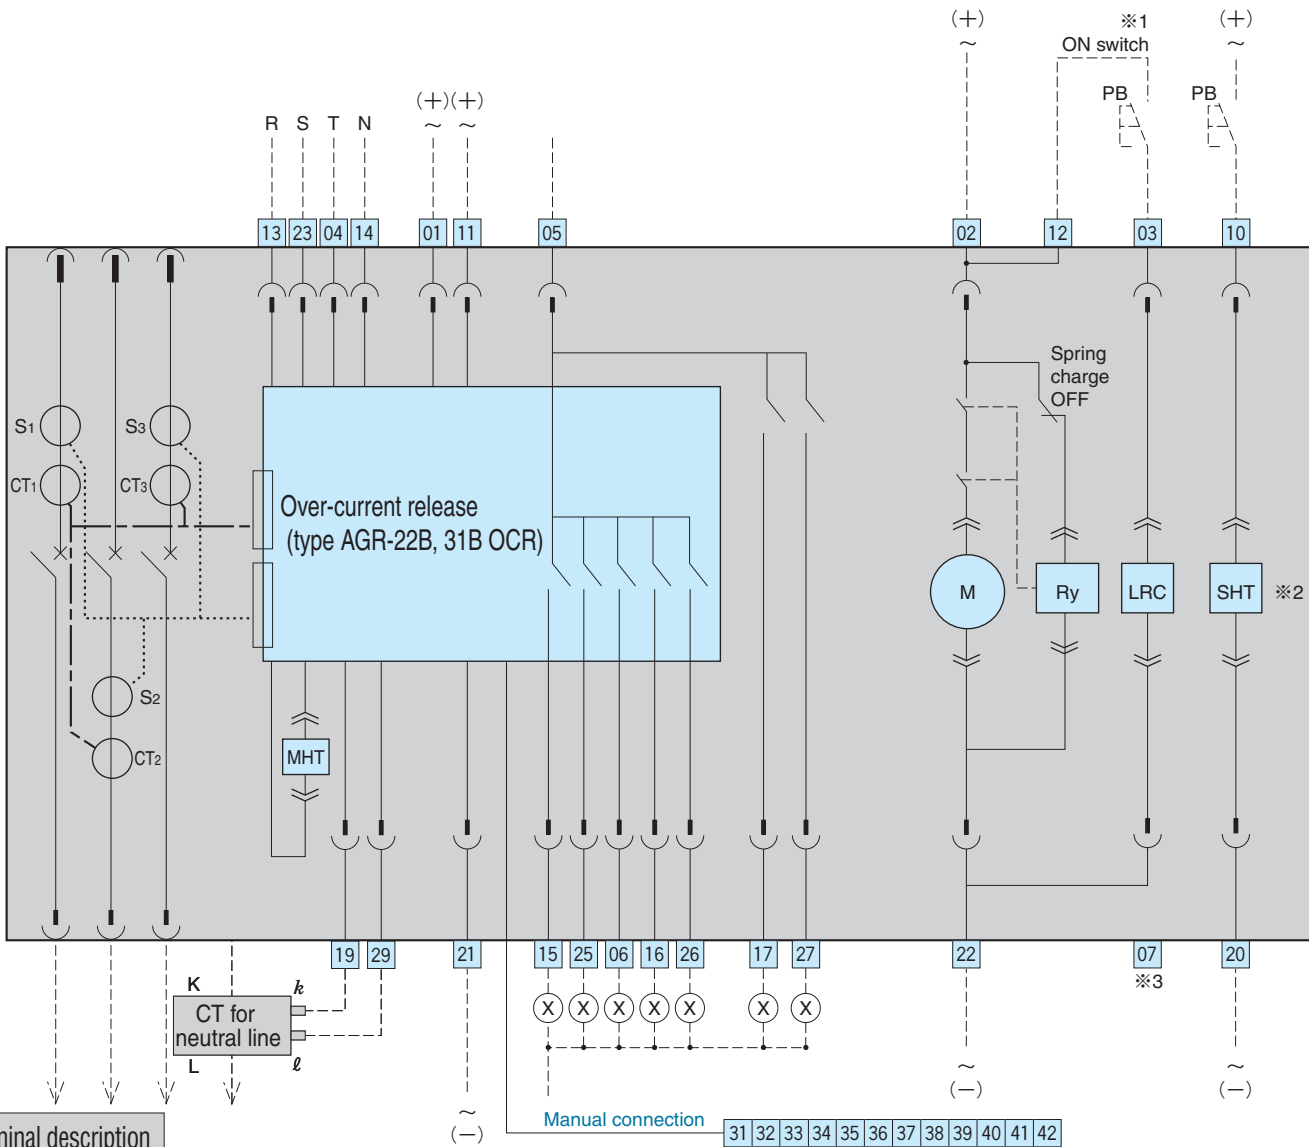 (+) ※1 (+)
~ ON switch ~
PB PB
(+) (+)
R S T N ~ ~
13 23 04 14 01 11 05 02 12 03 10
Spring
charge
OFF
S1 S3
CT1 CT3
Over-current release
(type AGR-22B, 31B OCR)
M Ry LRC SHT ※2
S2
CT2
MHT
19 29 21 15 25 06 16 26 17 27 22 07 20
※3
K k
CT for
neutral line
L ℓ
X X X X X X X
~ ~
(−) (−)
Manual connection
~
(−)
31 32 33 34 35 36 37 38 39 40 41 42
minal description